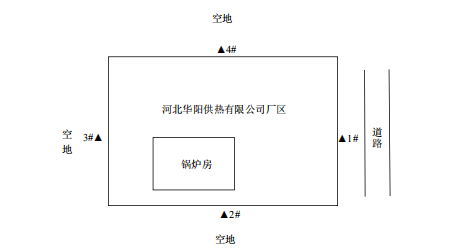 空地
▲4#
河北华阳供热有限公司厂区
空地
3#▲
▲1#
道路
锅炉房
▲2#
空地